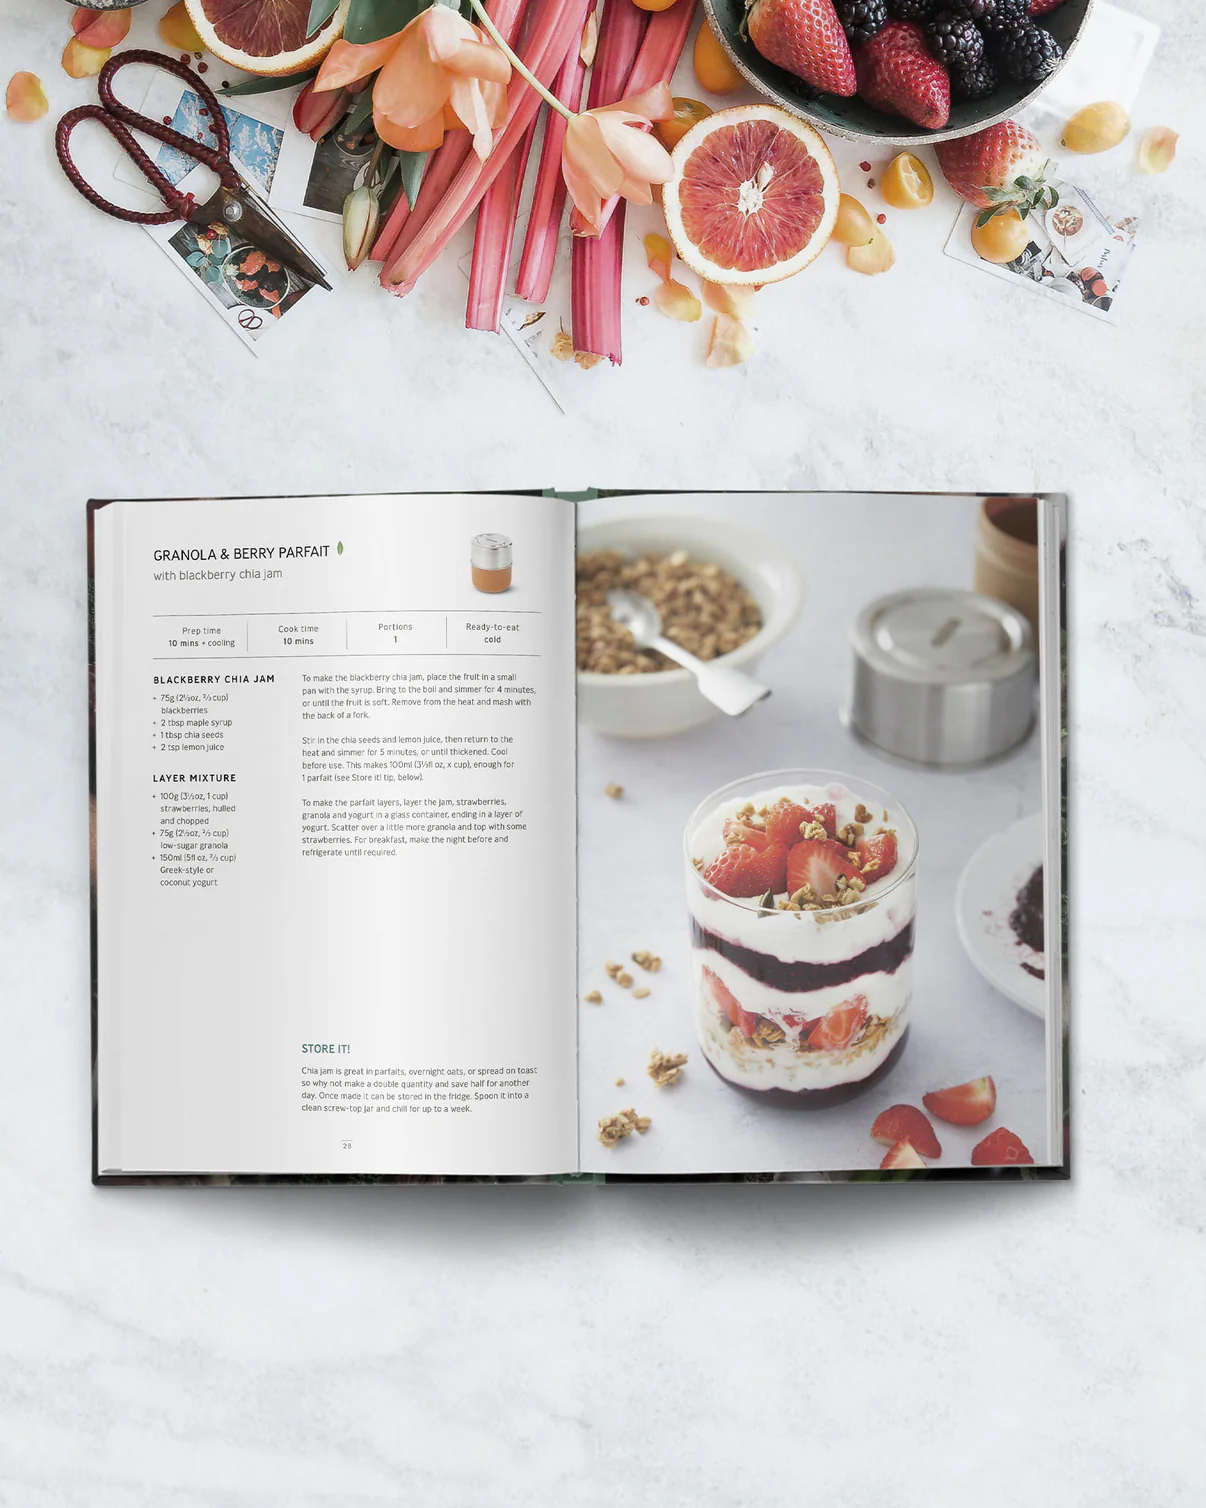 GRANOLA & BERRY PARFAIT
with blackberry chia jam
Prep time
10 mins + cooling
Cook time
10 mins
Portions
1
Ready-to-eat
cold
BLACKBERRY CHIA JAM
+ 75g (2½oz, ⅔ cup)
blackberries
+ 2 tbsp maple syrup
+ 1 tbsp chia seeds
+ 2 tsp lemon juice
LAYER MIXTURE
+ 100g (3½oz, 1 cup)
strawberries, hulled
and chopped
+ 75g (2½oz, ⅔ cup)
low-sugar granola
+ 150ml (5fl oz, ⅔ cup)
Greek-style or
coconut yogurt
To make the blackberry chia jam, place the fruit in a small
pan with the syrup. Bring to the boil and simmer for 4 minutes,
or until the fruit is soft. Remove from the heat and mash with
the back of a fork.
Stir in the chia seeds and lemon juice, then return to the
heat and simmer for 5 minutes, or until thickened. Cool
before use. This makes 100ml (3½fl oz, x cup), enough for
1 parfait (see Store it! tip, below).
To make the parfait layers, layer the jam, strawberries,
granola and yogurt in a glass container, ending in a layer of
yogurt. Scatter over a little more granola and top with some
strawberries. For breakfast, make the night before and
refrigerate until required.
STORE IT!
Chia jam is great in parfaits, overnight oats, or spread on toast
so why not make a double quantity and save half for another
day. Once made it can be stored in the fridge. Spoon it into a
clean screw-top jar and chill for up to a week.
28